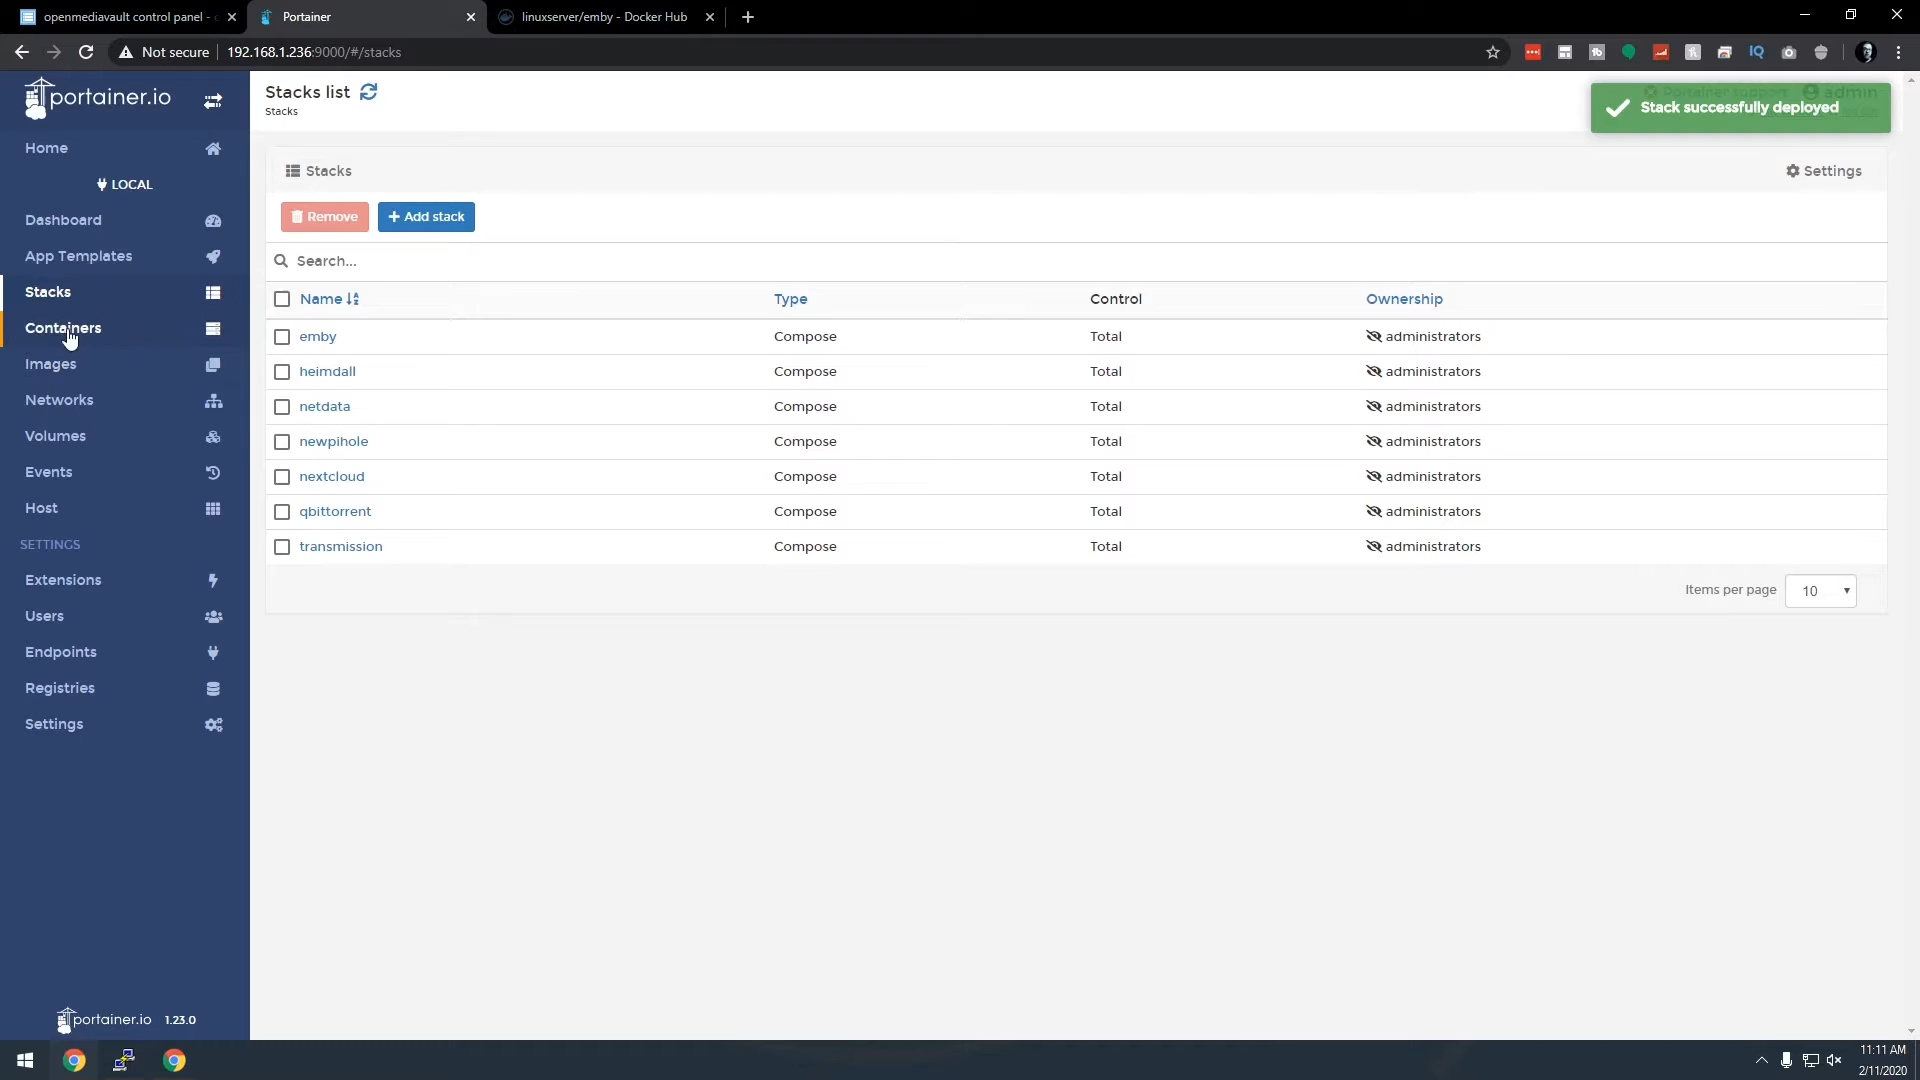 openmediavault control panel -
Portainer
linuxserver/emby - Docker Hub
Not secure
192.168.1.236:9000/#/stacks
IQ
portainer.io
Home
LOCAL
Dashboard
App Templates
Stacks
Containers
Images
Networks
Volumes
Events
Host
SETTINGS
Extensions
Users
Endpoints
Registries
Settings
portainer.io 1.23.0
Stacks list
Stacks
Portainer support admin
Stack successfully deployed
Stacks
Settings
Remove
+ Add stack
Search...
Name Type Control Ownership
emby Compose Total administrators
heimdall Compose Total administrators
netdata Compose Total administrators
newpihole Compose Total administrators
nextcloud Compose Total administrators
qbittorrent Compose Total administrators
transmission Compose Total administrators
Items per page 10
11:11 AM
2/11/2020